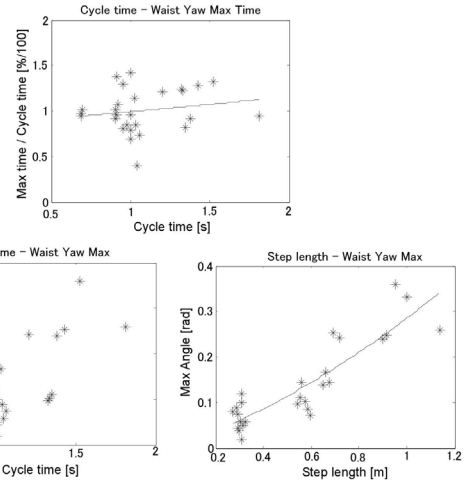 Cycle time – Waist Yaw Max Time
2
1.5
1
0.5
0
Max time / Cycle time [%/100]
0.5
1
1.5
2
Cycle time [s]
me – Waist Yaw Max
1.5
2
Cycle time [s]
Step length – Waist Yaw Max
0.4
0.3
0.2
0.1
0
Max Angle [rad]
0.2
0.4
0.6
0.8
1
1.2
Step length [m]